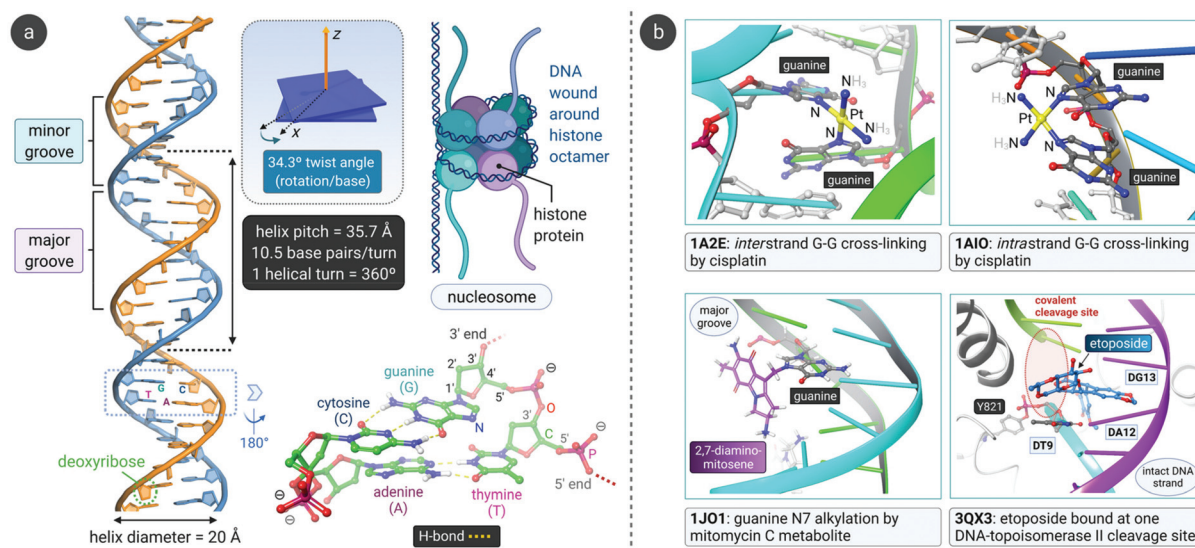 a
minor
groove
major
groove
z
x
34.3º twist angle
(rotation/base)
helix pitch = 35.7 Å
10.5 base pairs/turn
1 helical turn = 360º
DNA
wound
around
histone
octamer
histone
protein
nucleosome
G
C
T
A
180°
deoxyribose
helix diameter = 20 Å
3' end
3'
2'
4'
1'
5'
guanine
(G)
cytosine
(C)
N
O
3'
C
5'
P
5' end
adenine
(A)
thymine
(T)
⊖
⊖
⊖
⊖
H-bond
b
guanine
NH₃
Pt
N
NH₃
N
guanine
1A2E: interstrand G-G cross-linking
by cisplatin
guanine
H₃N
N
Pt
H₃N
N
guanine
1AIO: intrastrand G-G cross-linking
by cisplatin
major
groove
guanine
2,7-diamino-
mitosene
1JO1: guanine N7 alkylation by
mitomycin C metabolite
covalent
cleavage site
etoposide
DG13
Y821
DA12
DT9
intact DNA
strand
3QX3: etoposide bound at one
DNA-topoisomerase II cleavage site